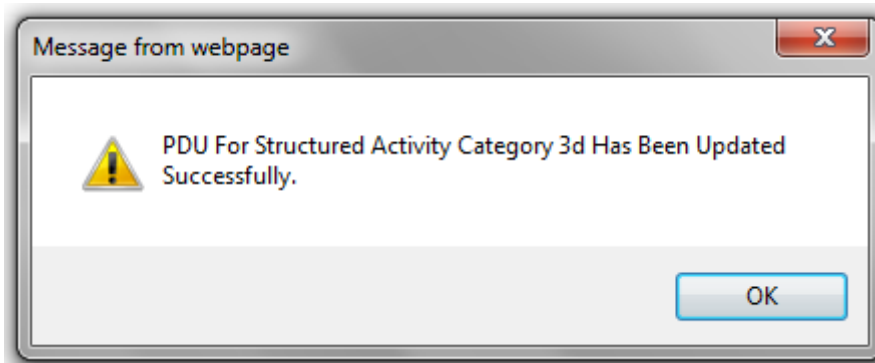 Message from webpage
PDU For Structured Activity Category 3d Has Been Updated
Successfully.
OK